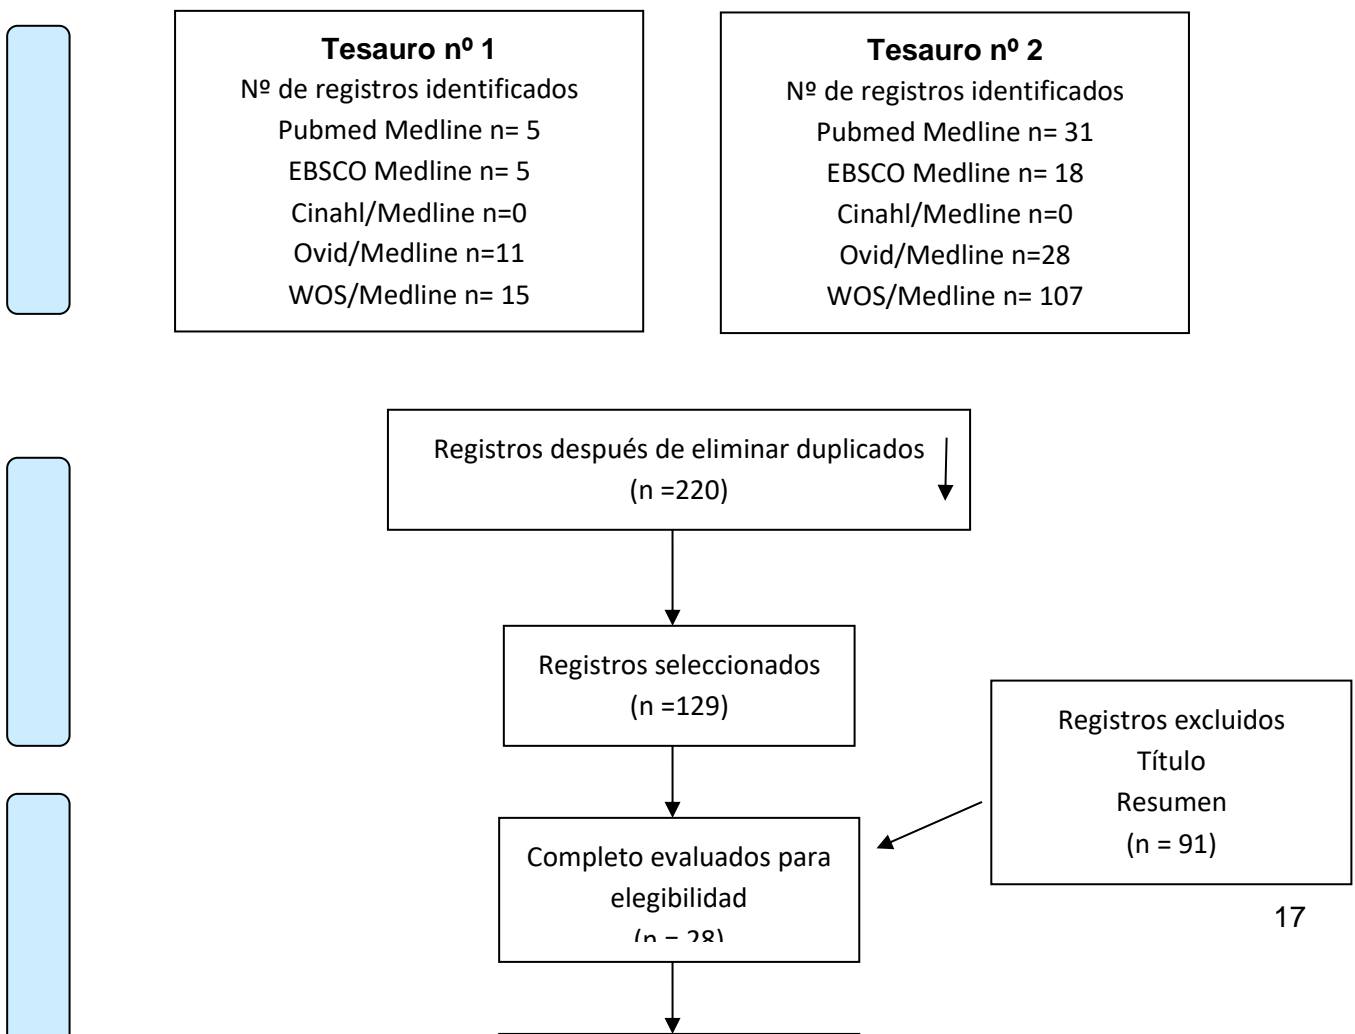 Tesauro nº 1
Nº de registros identificados
Pubmed Medline n= 5
EBSCO Medline n= 5
Cinahl/Medline n=0
Ovid/Medline n=11
WOS/Medline n= 15
Tesauro nº 2
Nº de registros identificados
Pubmed Medline n= 31
EBSCO Medline n= 18
Cinahl/Medline n=0
Ovid/Medline n=28
WOS/Medline n= 107
Registros después de eliminar duplicados
(n =220)
Registros seleccionados
(n =129)
Registros excluidos
Título
Resumen
(n = 91)
Completo evaluados para
elegibilidad
(n = 28)
17